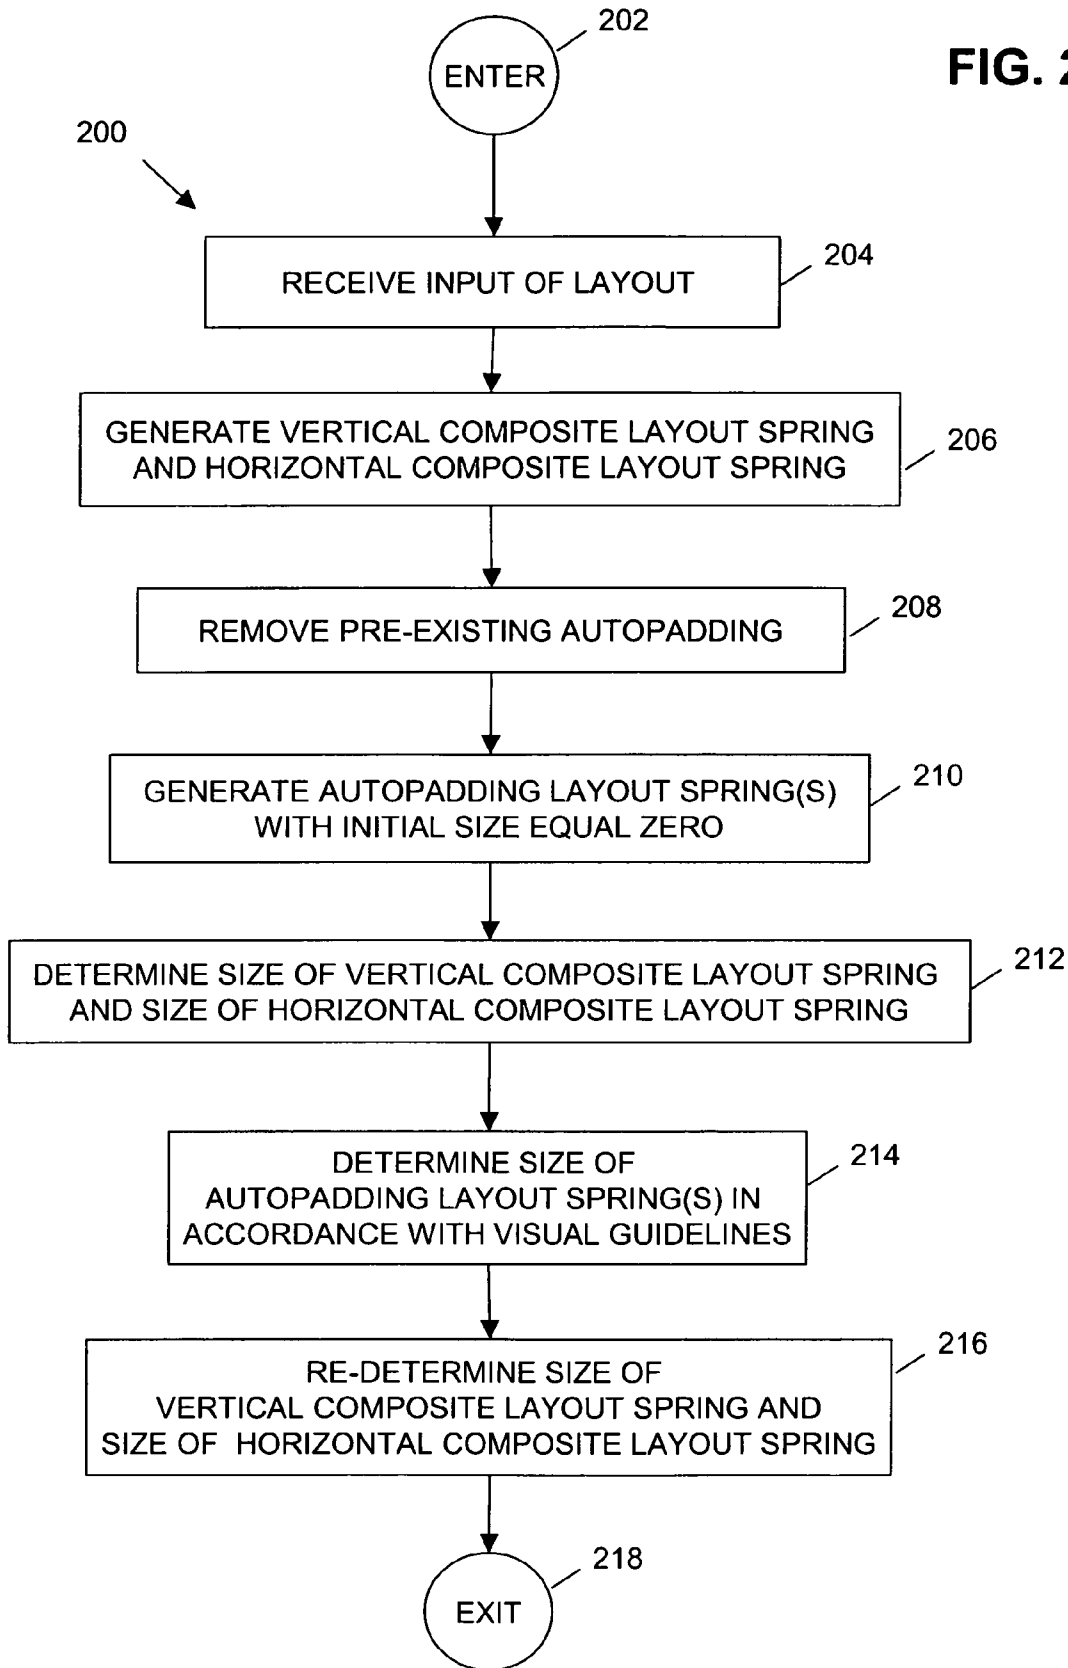 202
FIG. 2
ENTER
200
204
RECEIVE INPUT OF LAYOUT
GENERATE VERTICAL COMPOSITE LAYOUT SPRING
AND HORIZONTAL COMPOSITE LAYOUT SPRING
206
208
REMOVE PRE-EXISTING AUTOPADDING
210
GENERATE AUTOPADDING LAYOUT SPRING(S)
WITH INITIAL SIZE EQUAL ZERO
212
DETERMINE SIZE OF VERTICAL COMPOSITE LAYOUT SPRING
AND SIZE OF HORIZONTAL COMPOSITE LAYOUT SPRING
214
DETERMINE SIZE OF
AUTOPADDING LAYOUT SPRING(S) IN
ACCORDANCE WITH VISUAL GUIDELINES
216
RE-DETERMINE SIZE OF
VERTICAL COMPOSITE LAYOUT SPRING AND
SIZE OF HORIZONTAL COMPOSITE LAYOUT SPRING
218
EXIT